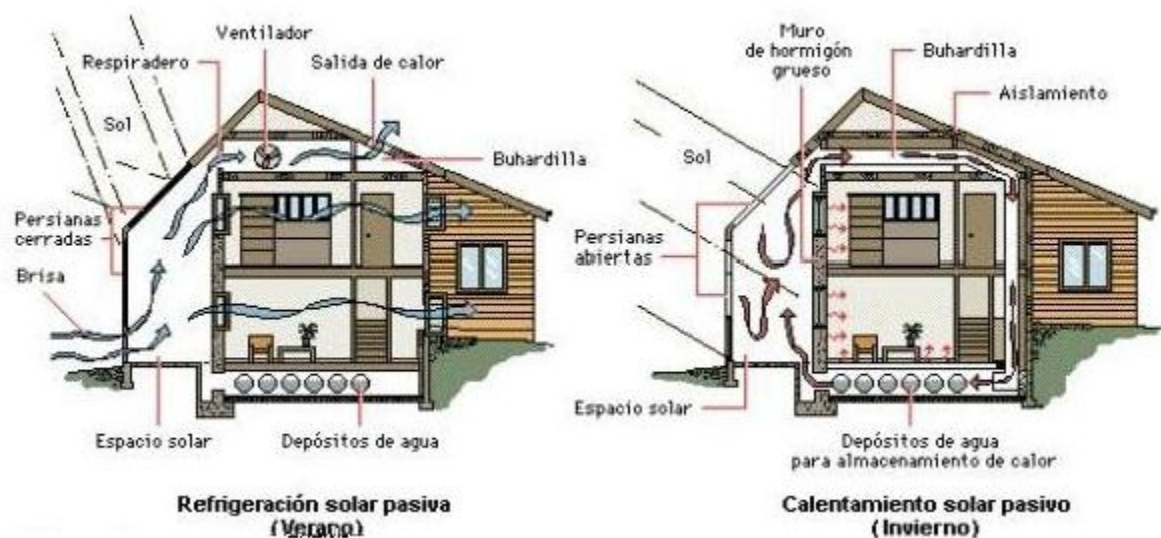 Ventilador
Respiradero
Salida de calor
Sol
Buhardilla
Persianas
cerradas
Brisa
Espacio solar
Depósitos de agua
Refrigeración solar pasiva
(Verano)
Muro
de hormigón
grueso
Buhardilla
Aislamiento
Sol
Persianas
abiertas
Espacio solar
Depósitos de agua
para almacenamiento de calor
Calentamiento solar pasivo
(Invierno)